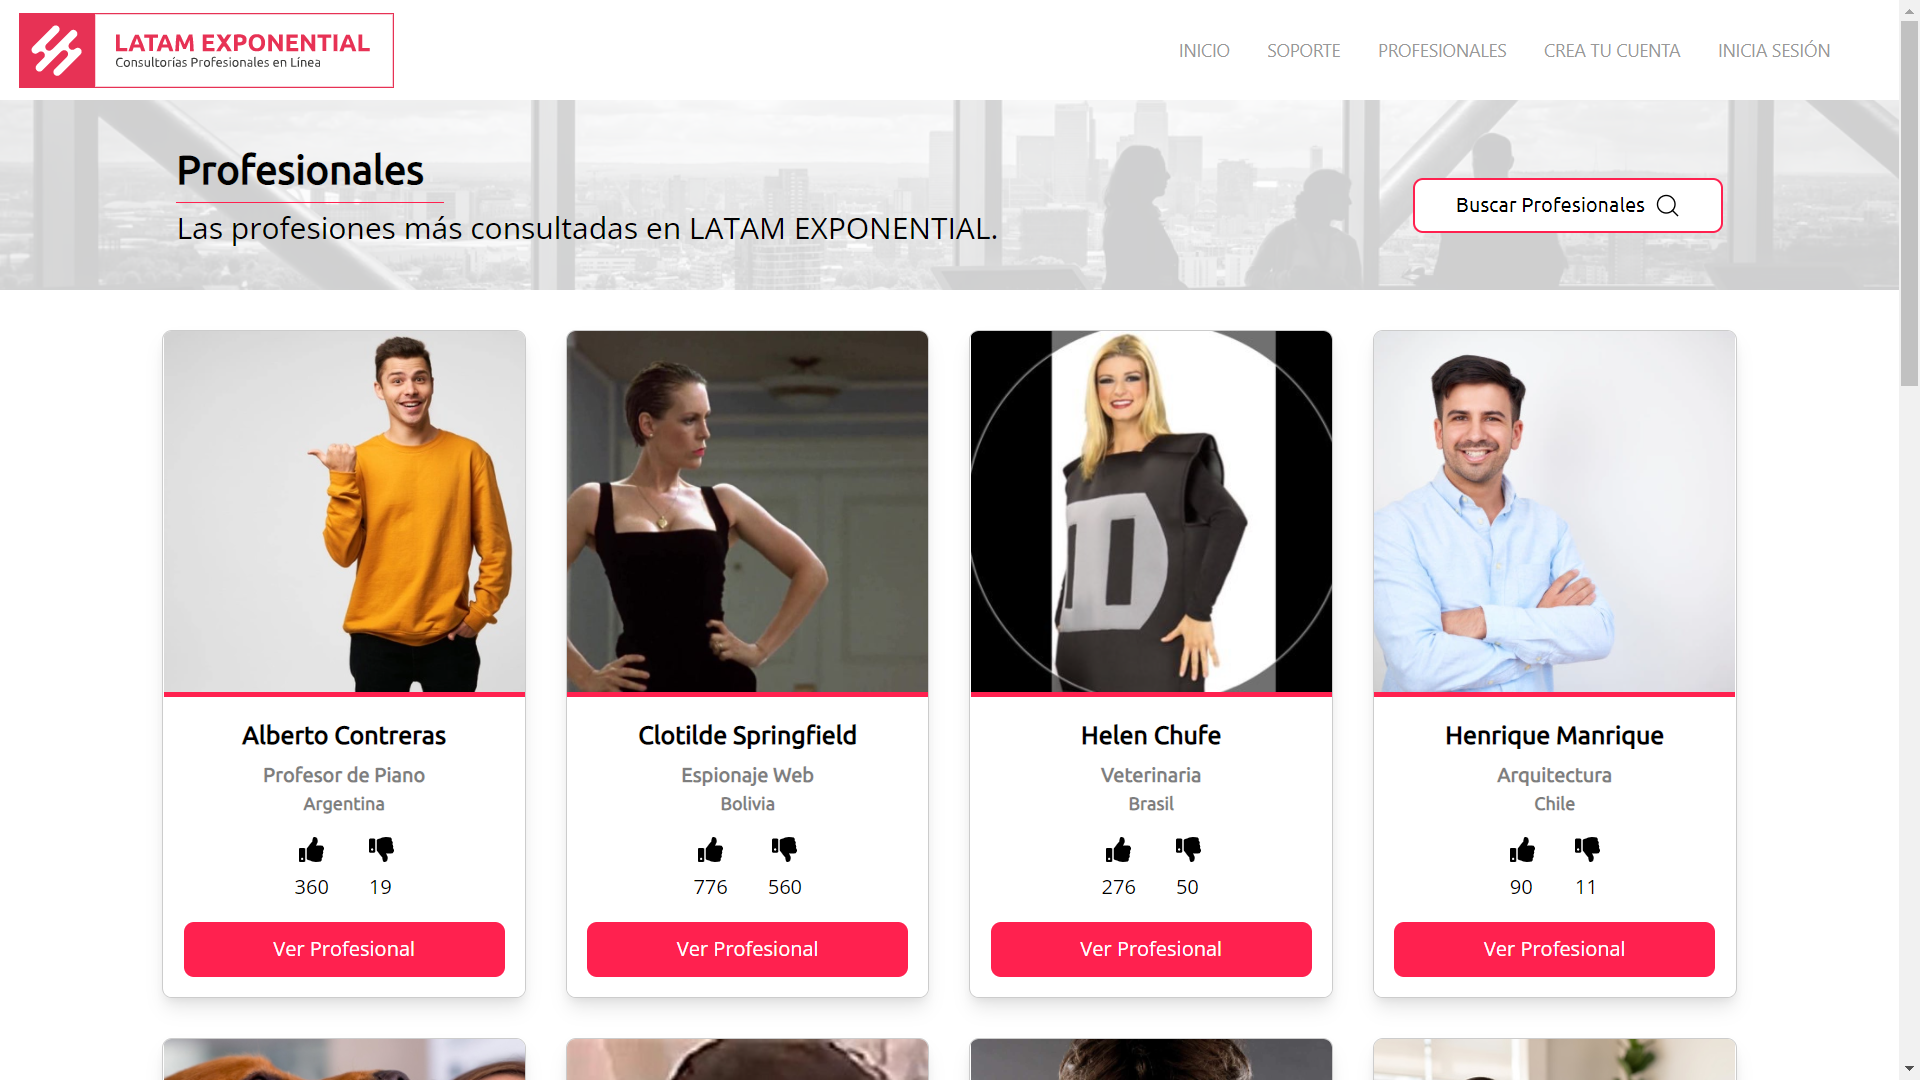 LATAM EXPONENTIAL
Consultorías Profesionales en Línea
INICIO
SOPORTE
PROFESIONALES
CREA TU CUENTA
INICIA SESIÓN
Profesionales
Las profesiones más consultadas en LATAM EXPONENTIAL.
Buscar Profesionales
Alberto Contreras
Profesor de Piano
Argentina
360 19
Ver Profesional
Clotilde Springfield
Espionaje Web
Bolivia
776 560
Ver Profesional
Helen Chufe
Veterinaria
Brasil
276 50
Ver Profesional
Henrique Manrique
Arquitectura
Chile
90 11
Ver Profesional